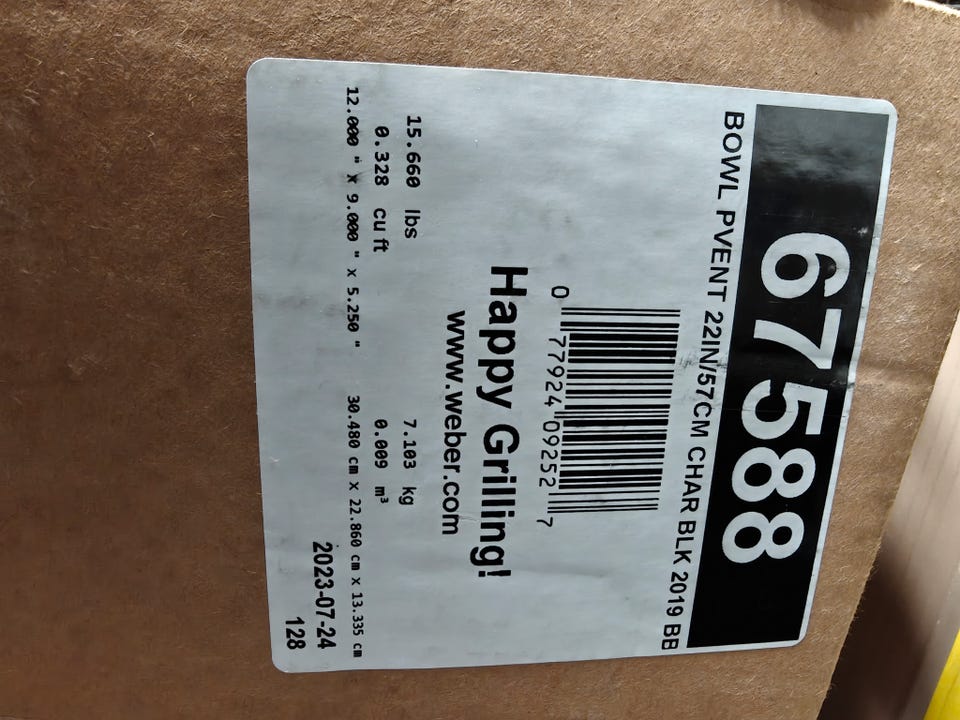 67588
BOWL PVENT 22IN/57CM CHAR BLK 2019 BB
0 77924 09252 7
Happy Grilling!
www.weber.com
15.660 lbs 7.103 kg
0.328 cu ft 0.009 m³
12.000 " x 9.000 " x 5.250 " 30.480 cm x 22.860 cm x 13.335 cm
2023-07-24
128